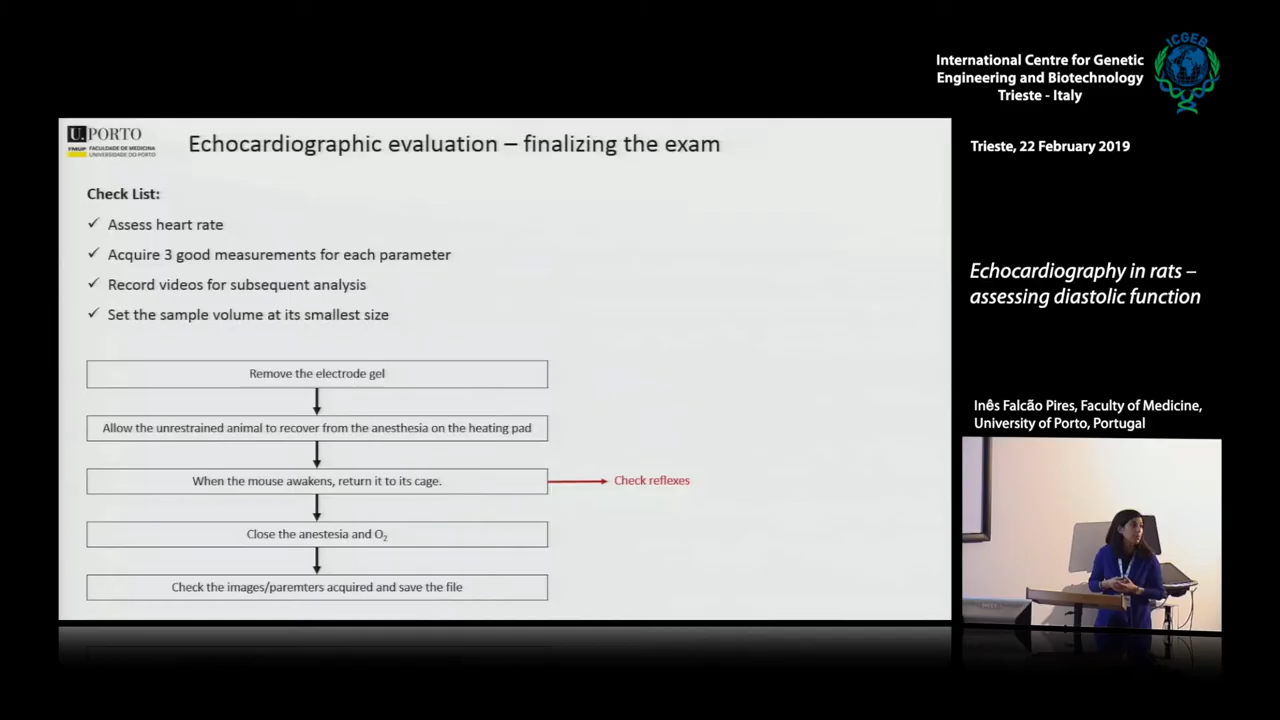 ICGEB
International Centre for Genetic
Engineering and Biotechnology
Trieste - Italy
Trieste, 22 February 2019
Echocardiography in rats –
assessing diastolic function
Inês Falcão Pires, Faculty of Medicine,
University of Porto, Portugal
U. PORTO
FMUP FACULDADE DE MEDICINA
UNIVERSIDADE DO PORTO
Echocardiographic evaluation – finalizing the exam
Check List:
✓ Assess heart rate
✓ Acquire 3 good measurements for each parameter
✓ Record videos for subsequent analysis
✓ Set the sample volume at its smallest size
Remove the electrode gel
Allow the unrestrained animal to recover from the anesthesia on the heating pad
When the mouse awakens, return it to its cage.
Check reflexes
Close the anestesia and O2
Check the images/paremters acquired and save the file